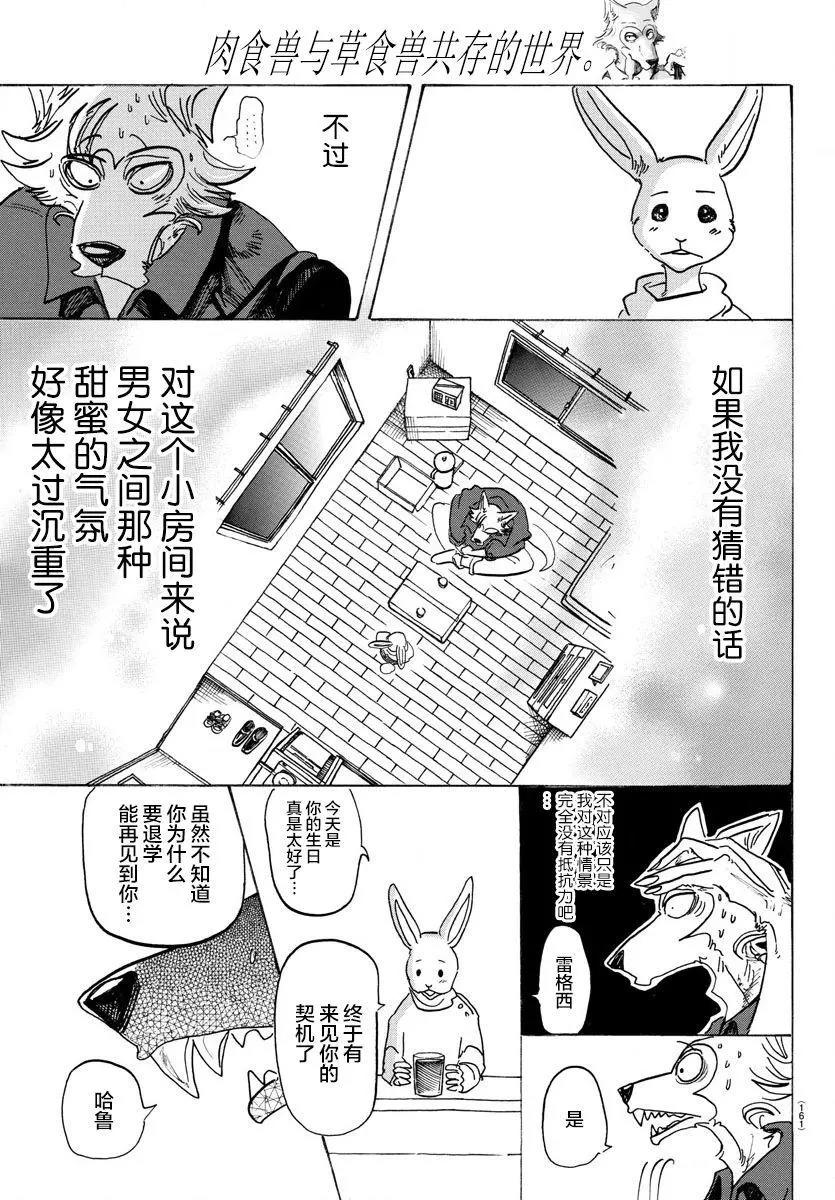 肉食兽与草食兽共存的世界。
不过
………
如果我没有猜错的话
对这个小房间来说
男女之间那种
甜蜜的气氛
好像太过沉重了
不对应该只是
我对这种情景
完全没有抵抗力吧
…
雷格西
是
今天是
你的生日
真是太好了…
终于有
来见你的
契机了
虽然不知道
你为什么
要退学
能再见到你…
哈鲁
(161)